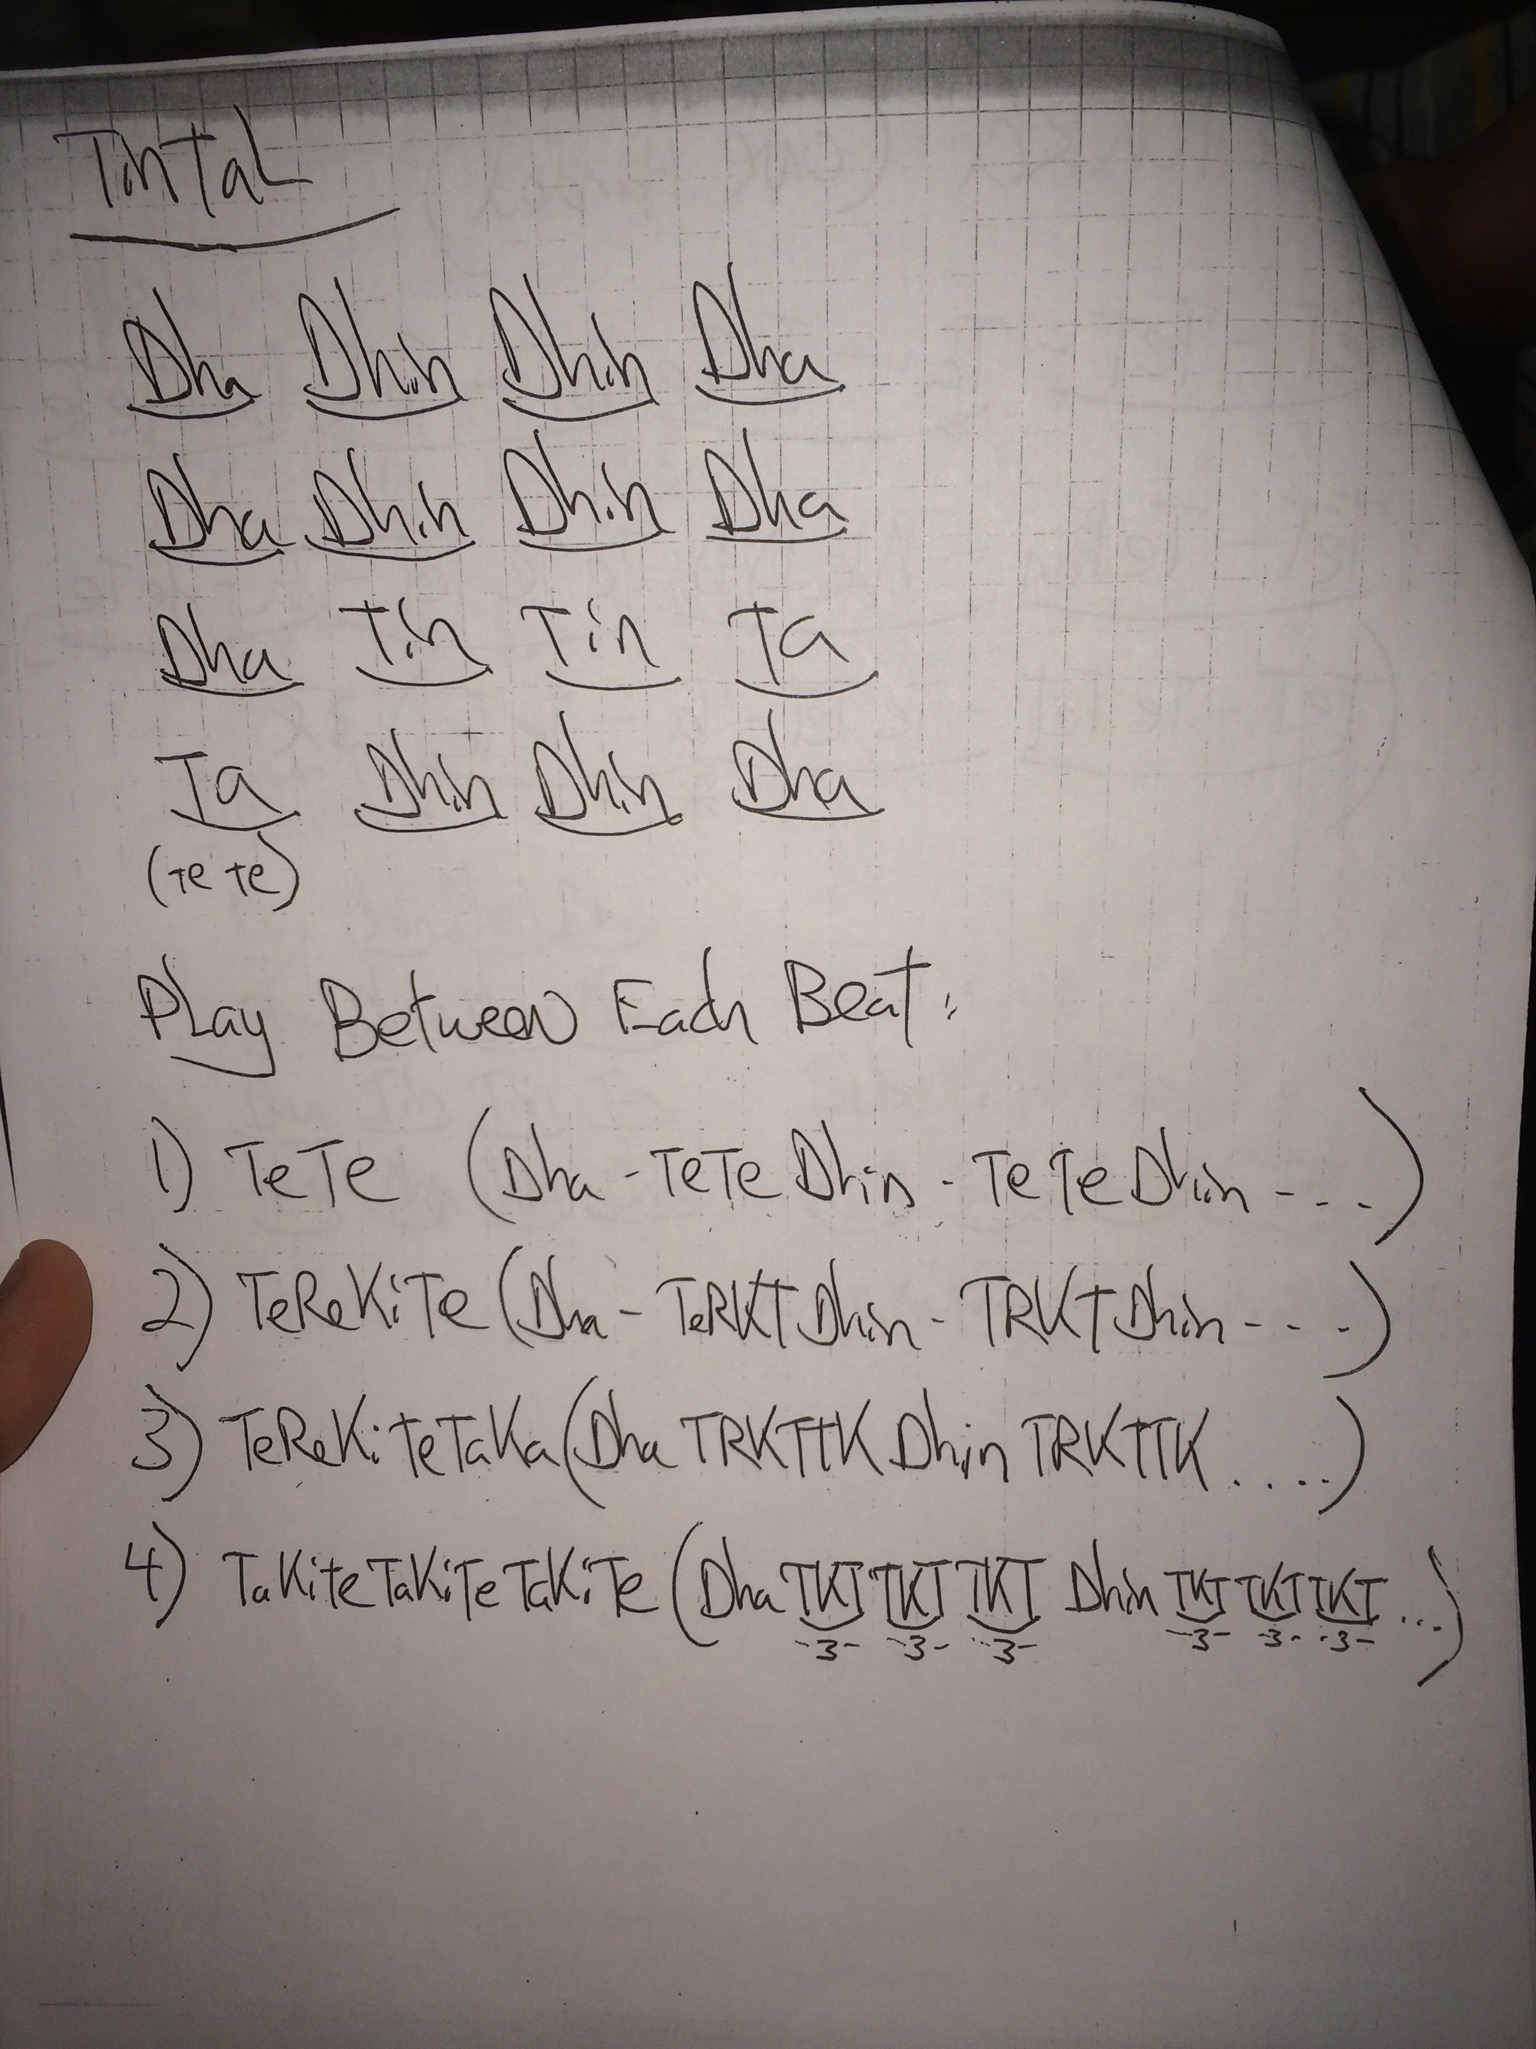 TinTaL
Dha Dhin Dhin Dha
Dha Dhin Dhin Dha
Dha Tin Tin Ta
Ta Dhin Dhin Dha
(Te Te)
PLay Between Each Beat:
1) TeTe (Dha - TeTe Dhin - TeTe Dhin - - . .)
2) TeReKiTe (Dha - TeRKT Dhin - TRKT Dhin - - - .)
3) TeReKiteTaKa (Dha TRKTTK Dhin TRKTTK . . . .)
4) TaKiteTaKiTeTaKiTe (Dha TKT TKT TKT Dhin TKT TKT TKT ...)
-3- -3- -3- -3- -3- -3-